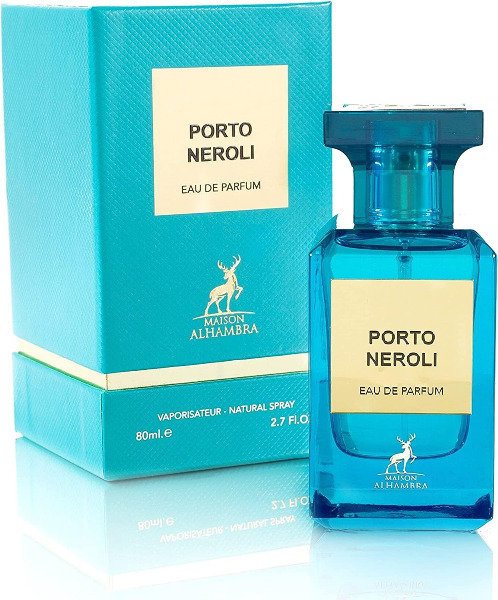 PORTO
NEROLI
EAU DE PARFUM
MAISON
ALHAMBRA
VAPORISATEUR - NATURAL SPRAY
80ml.e
2.7 Fl.O
PORTO
NEROLI
EAU DE PARFUM
MAISON
ALHAMBRA